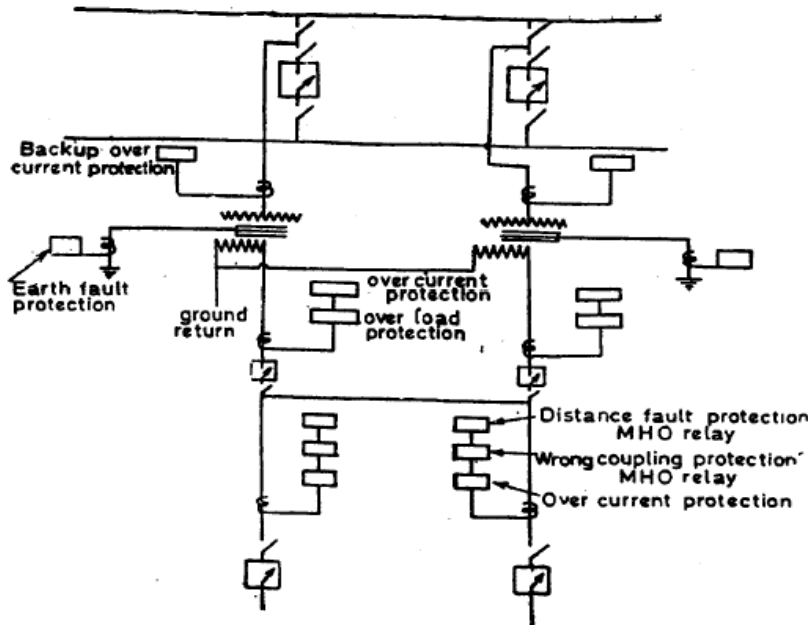 Backup over
current protection
Earth fault
protection
ground
return
over current
protection
over load
protection
Distance fault protection
MHO relay
Wrong coupling protection
MHO relay
Over current protection